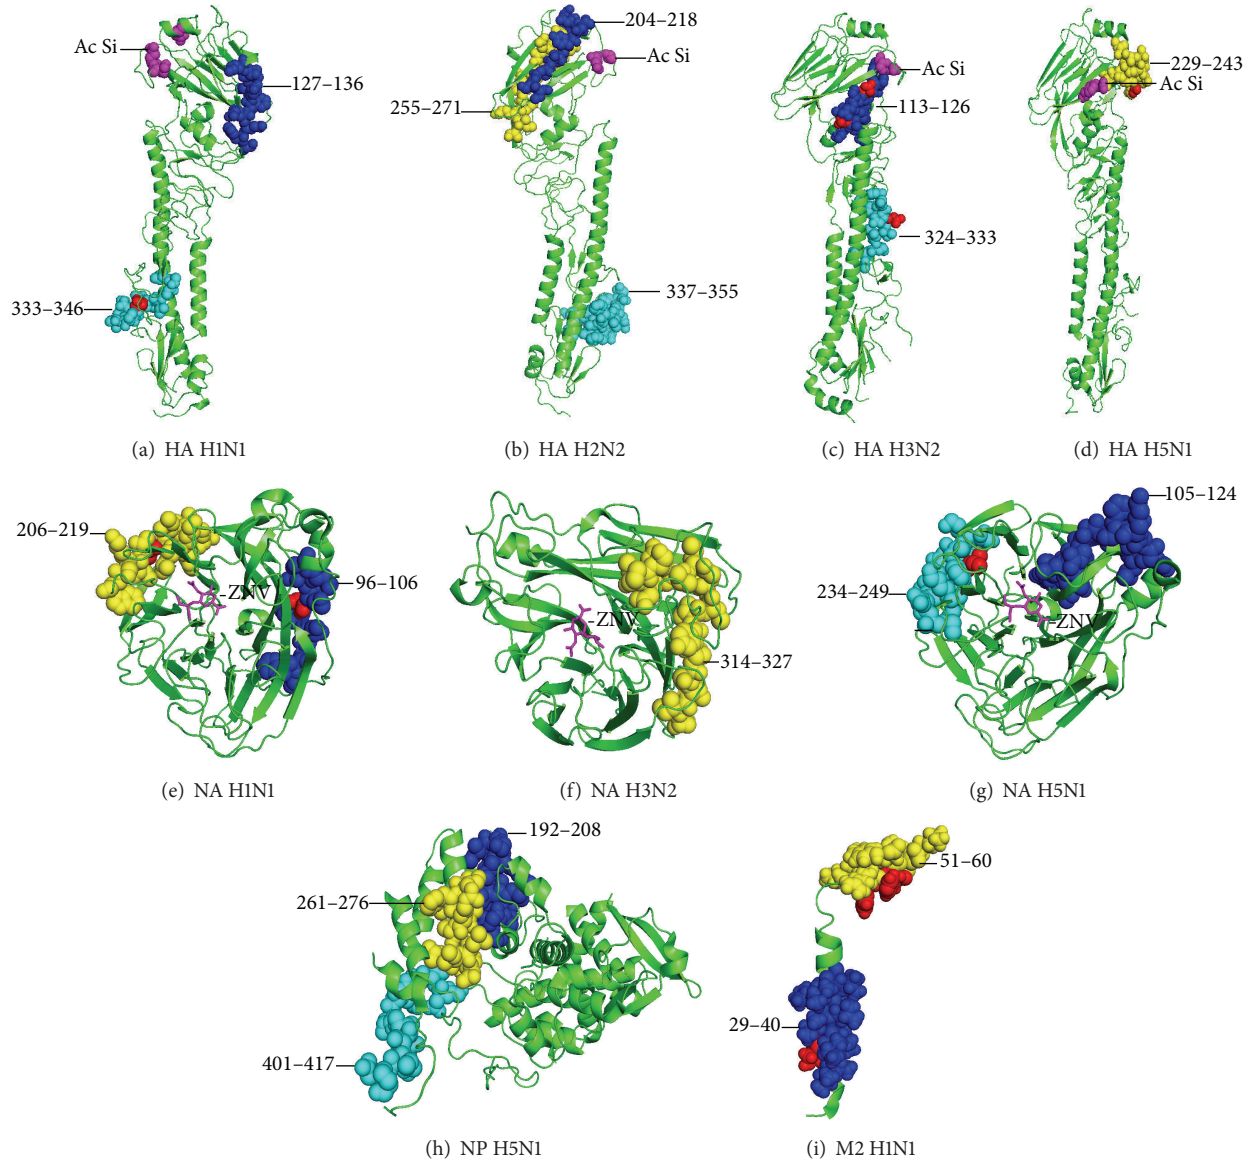 Ac Si
127–136
333–346
(a) HA H1N1
204–218
Ac Si
255–271
337–355
(b) HA H2N2
Ac Si
113–126
324–333
(c) HA H3N2
229–243
Ac Si
(d) HA H5N1
206–219
96–106
ZNV
(e) NA H1N1
ZNV
314–327
(f) NA H3N2
105–124
234–249
ZNV
(g) NA H5N1
192–208
261–276
401–417
(h) NP H5N1
51–60
29–40
(i) M2 H1N1